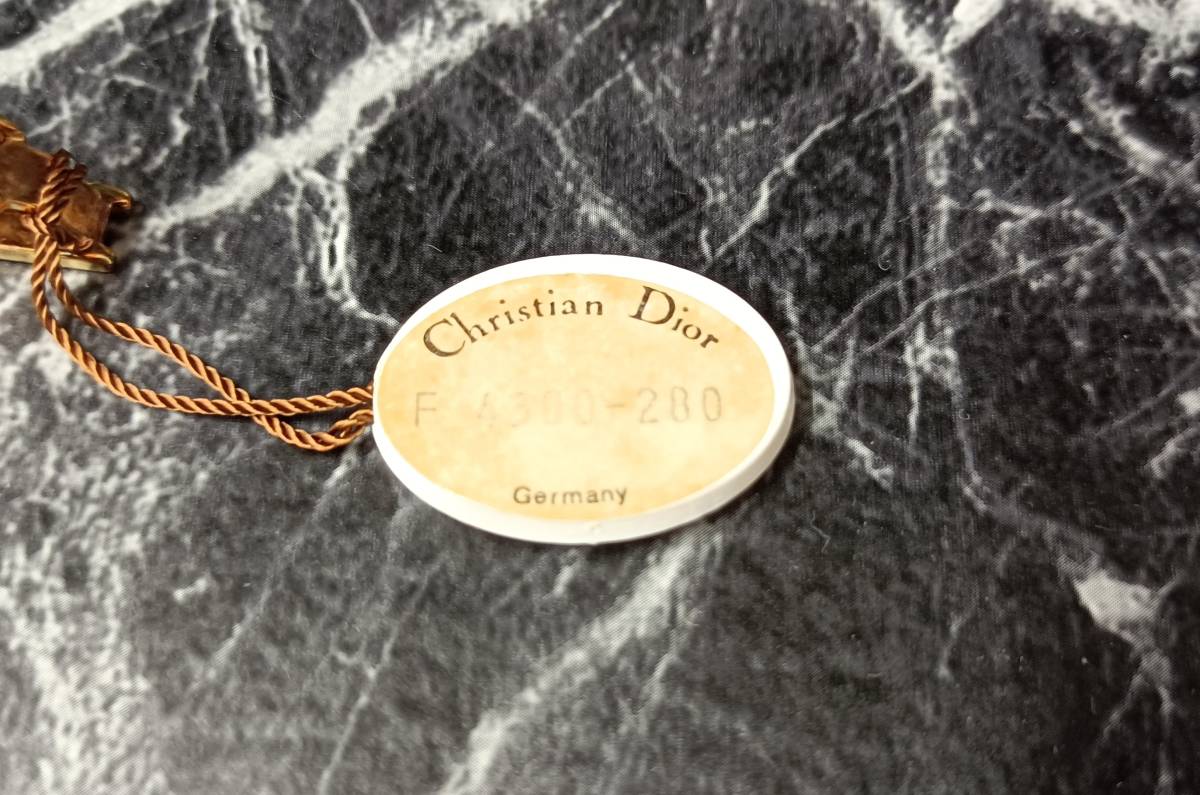 Christian Dior
F 4300-280
Germany